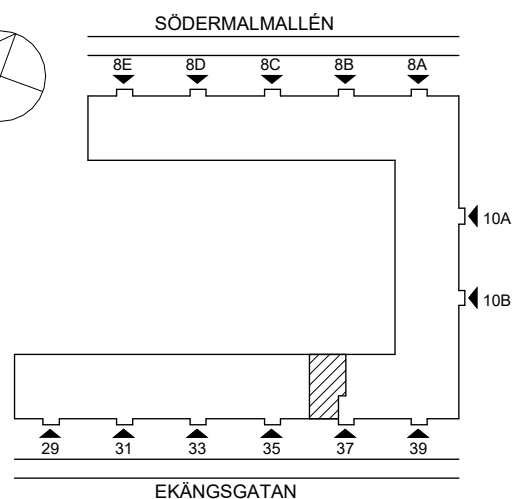 SÖDERMALMALLÉN
8E 8D 8C 8B 8A
10A
10B
29 31 33 35 37 39
EKÄNGSGATAN